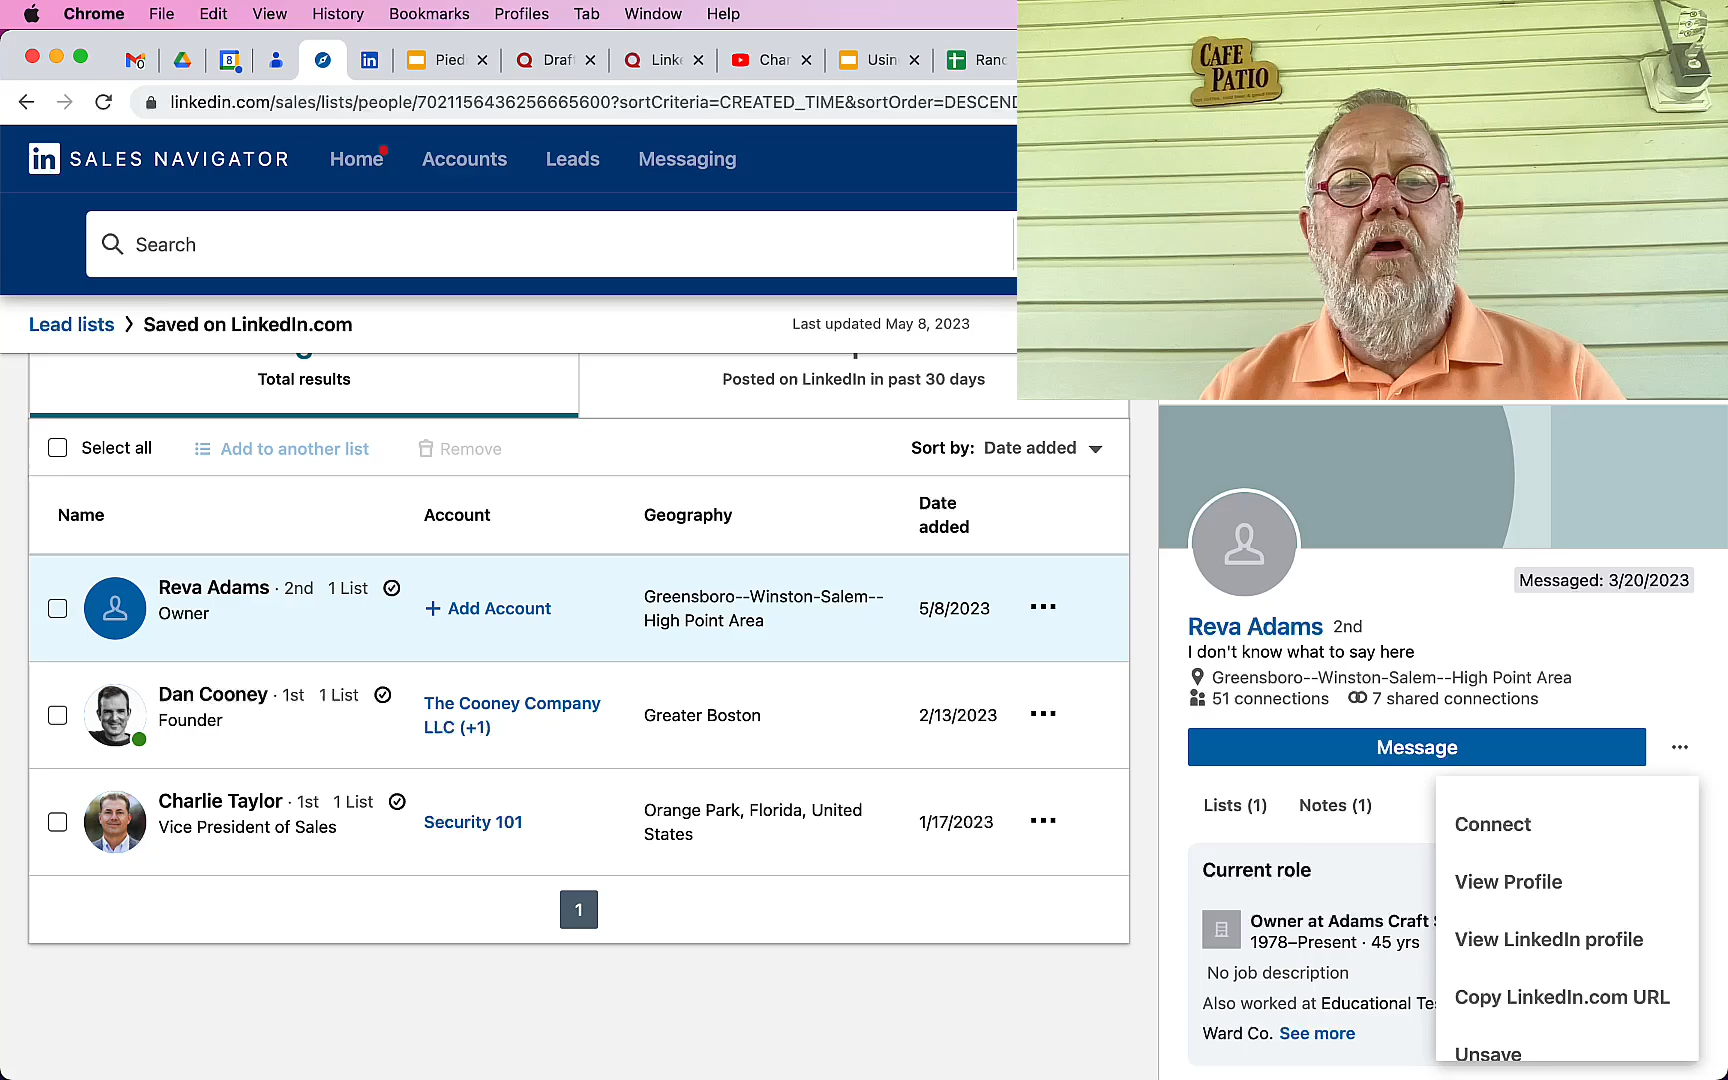 Chrome File Edit View History Bookmarks Profiles Tab Window Help
8 in Pied Draf Link Char Usin Ranc
linkedin.com/sales/lists/people/7021156436256665600?sortCriteria=CREATED_TIME&sortOrder=DESCEND
CAFE
PATIO
in SALES NAVIGATOR Home Accounts Leads Messaging
Search
Lead lists > Saved on LinkedIn.com
Last updated May 8, 2023
Total results
Posted on LinkedIn in past 30 days
Select all Add to another list Remove Sort by: Date added
Name Account Geography Date
added
Reva Adams · 2nd 1 List
Owner
+ Add Account
Greensboro--Winston-Salem--
High Point Area
5/8/2023
Dan Cooney · 1st 1 List
Founder
The Cooney Company
LLC (+1)
Greater Boston
2/13/2023
Charlie Taylor · 1st 1 List
Vice President of Sales
Security 101
Orange Park, Florida, United
States
1/17/2023
1
Messaged: 3/20/2023
Reva Adams 2nd
I don't know what to say here
Greensboro--Winston-Salem--High Point Area
51 connections 7 shared connections
Message
Lists (1) Notes (1)
Current role
Owner at Adams Craft
1978–Present · 45 yrs
No job description
Also worked at Educational Te
Ward Co. See more
Connect
View Profile
View LinkedIn profile
Copy LinkedIn.com URL
Unsave